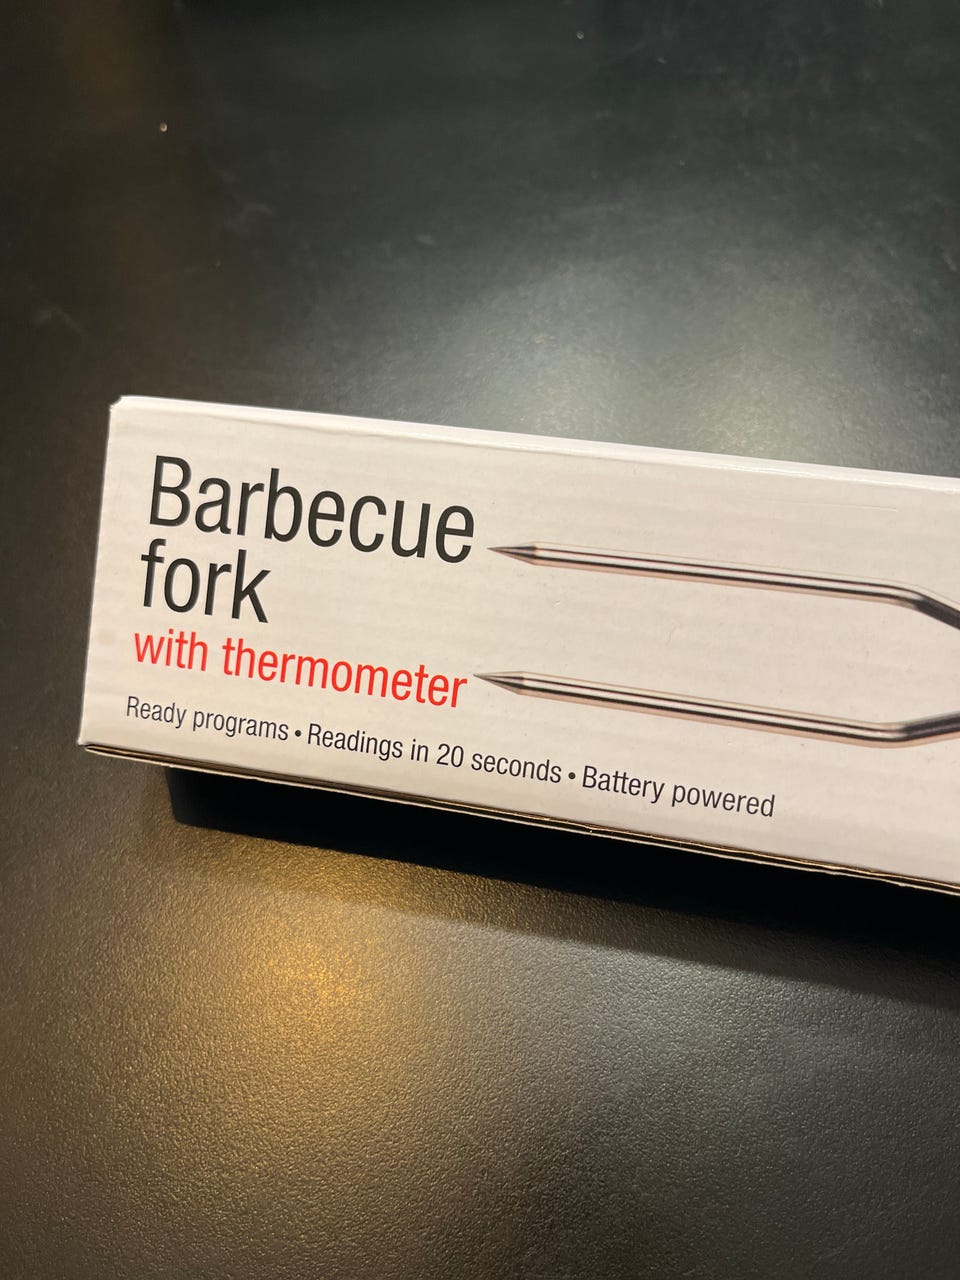 Barbecue
fork
with thermometer
Ready programs • Readings in 20 seconds • Battery powered